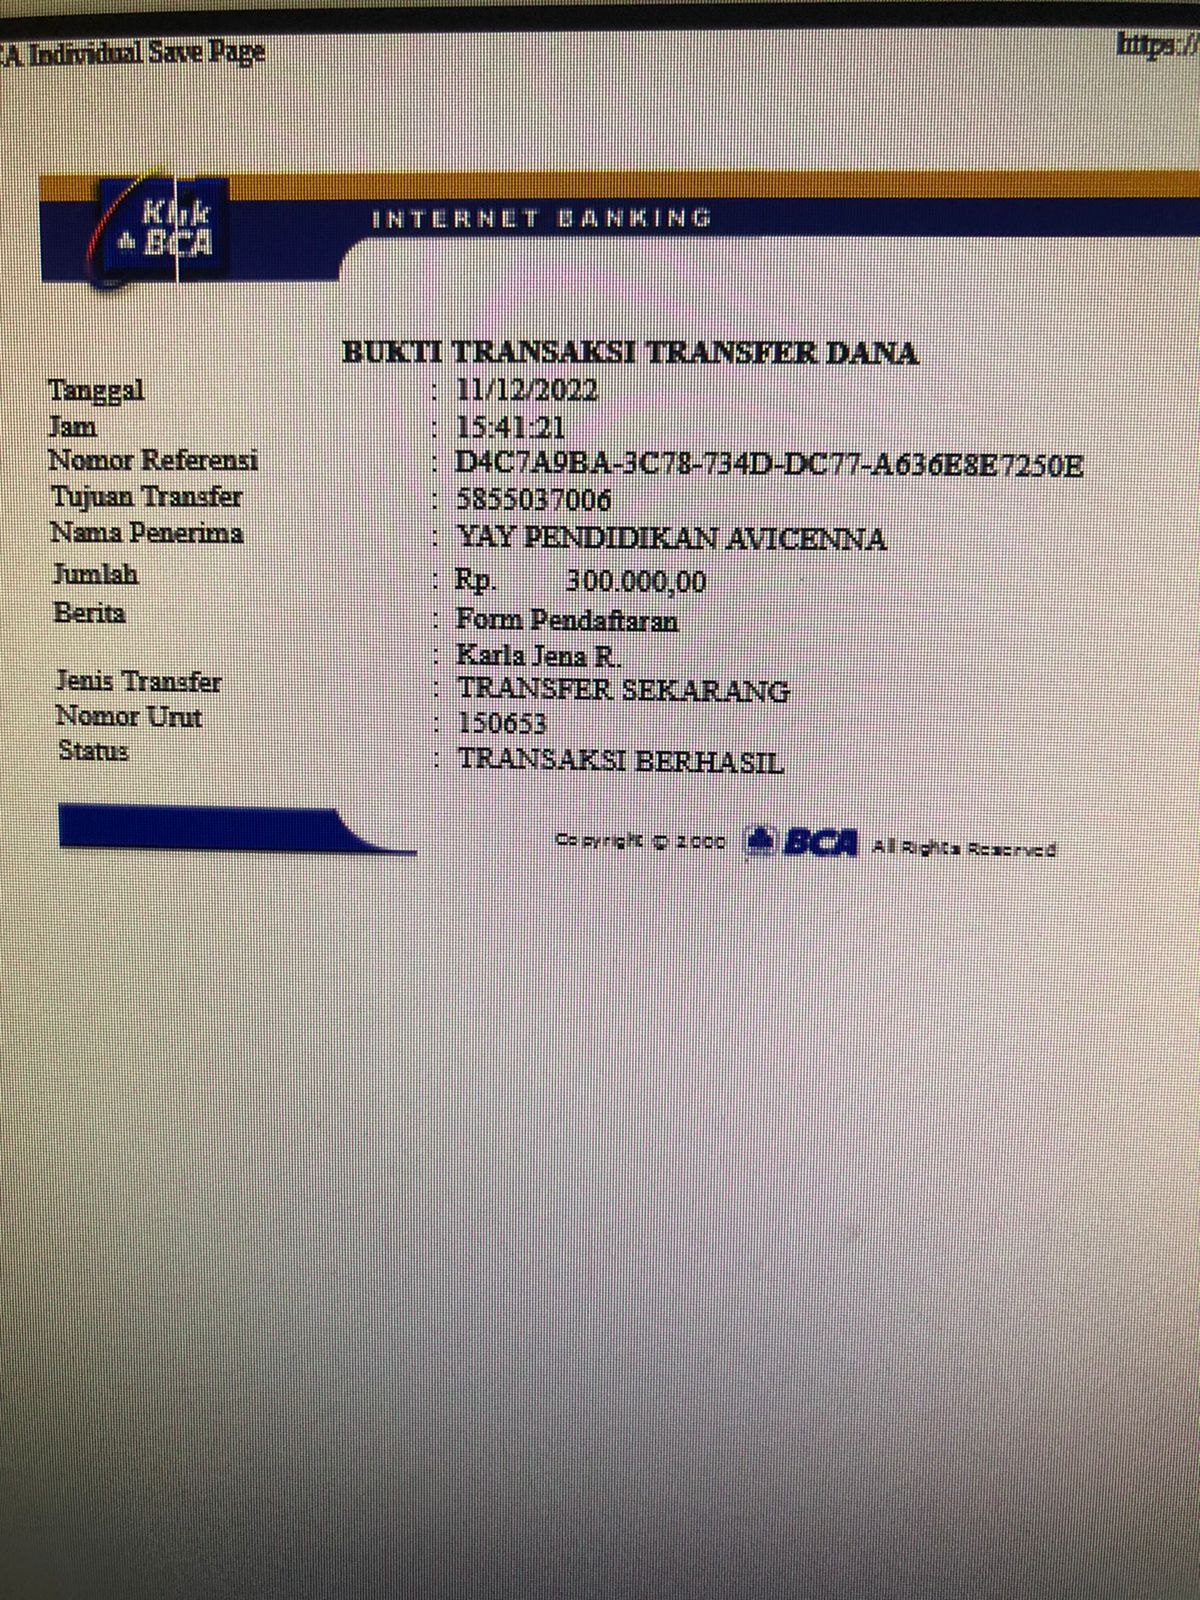 CA Individual Save Page https://
Klik
BCA
INTERNET BANKING
BUKTI TRANSAKSI TRANSFER DANA
Tanggal : 11/12/2022
Jam : 15:41:21
Nomor Referensi : D4C7A9BA-3C78-734D-DC77-A636E8E7250E
Tujuan Transfer : 5855037006
Nama Penerima : YAY PENDIDIKAN AVICENNA
Jumlah : Rp. 300.000,00
Berita : Form Pendaftaran
: Karla Jena R.
Jenis Transfer : TRANSFER SEKARANG
Nomor Urut : 150653
Status : TRANSAKSI BERHASIL
Copyright © 2000 BCA All Rights Reserved